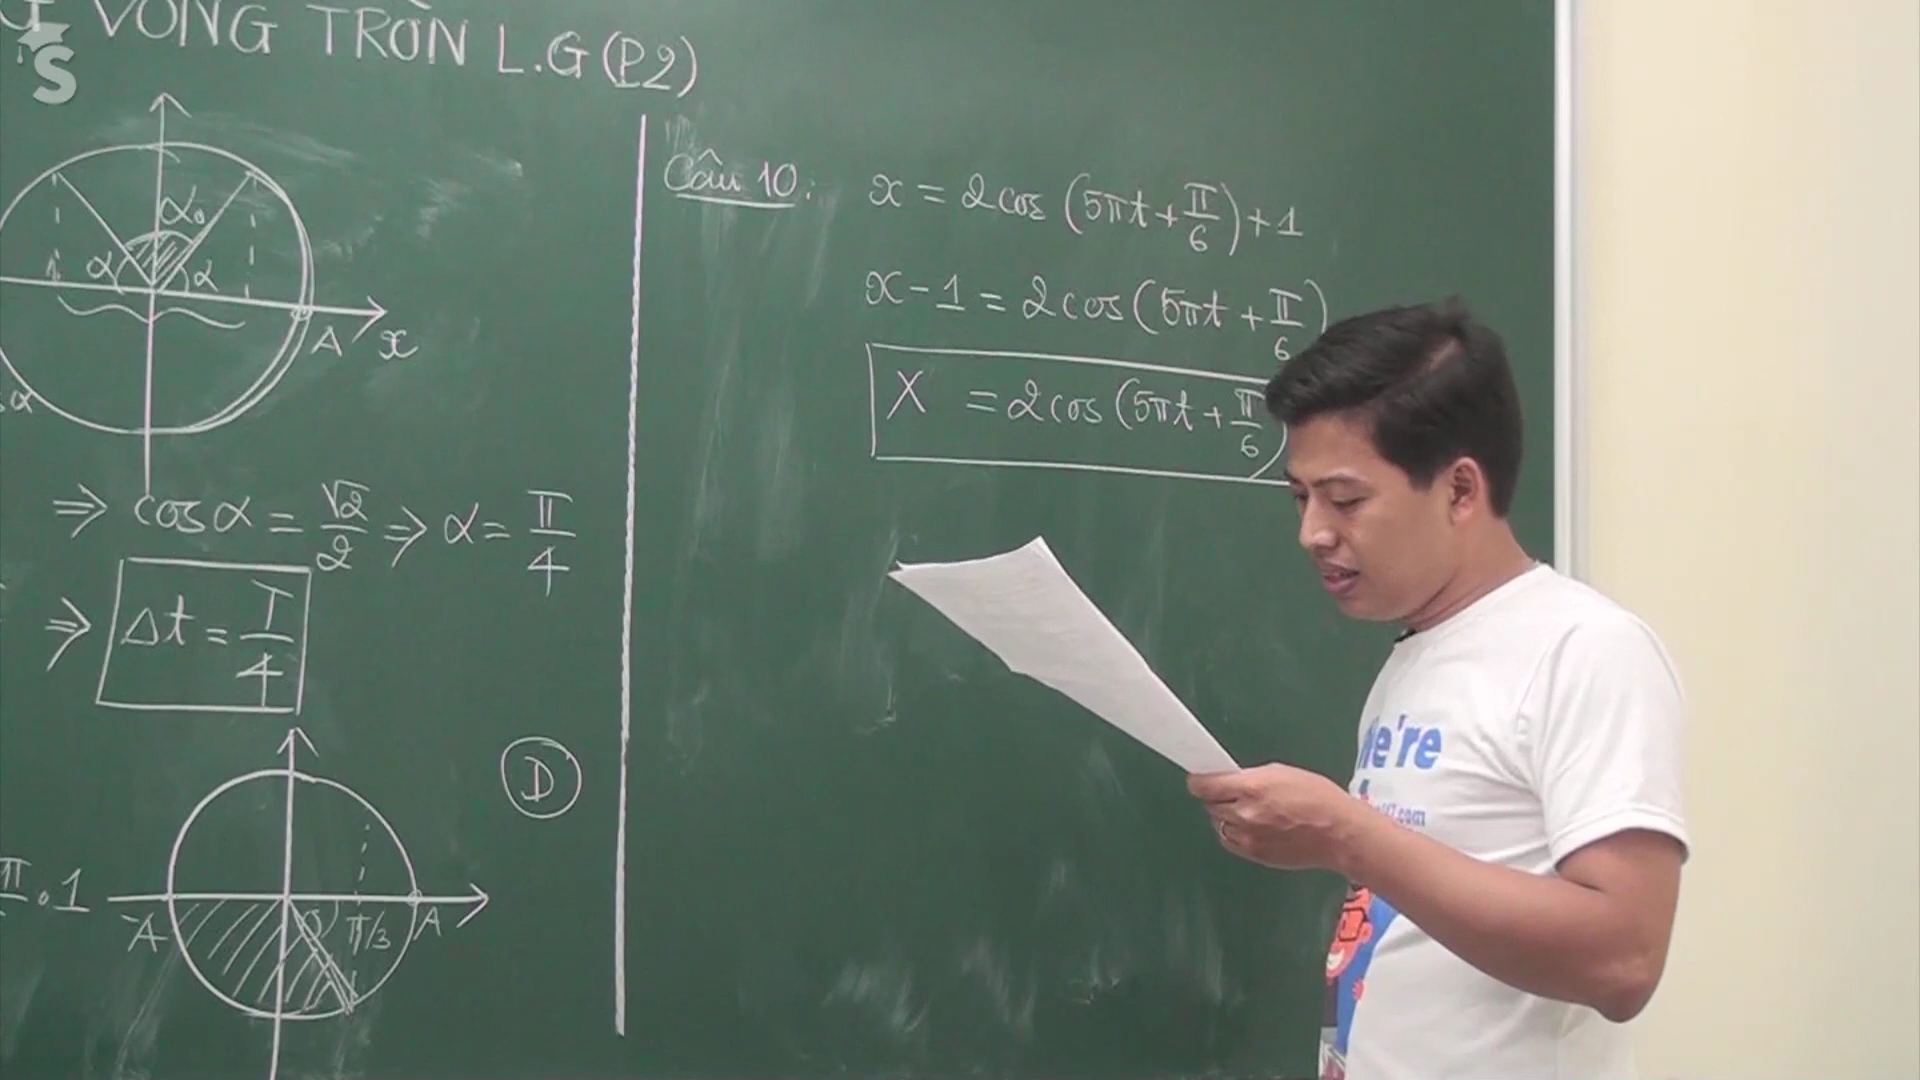 VÒNG TRÒN L.G (P2)
α₀
α α
A x
α
⇒ cosα = √2/2 ⇒ α = π/4
⇒ Δt = T/4
D
.1
-A π/3 A
Câu 10: x = 2cos(5πt + π/6) + 1
x - 1 = 2cos(5πt + π/6)
X = 2cos(5πt + π/6)
We're
S